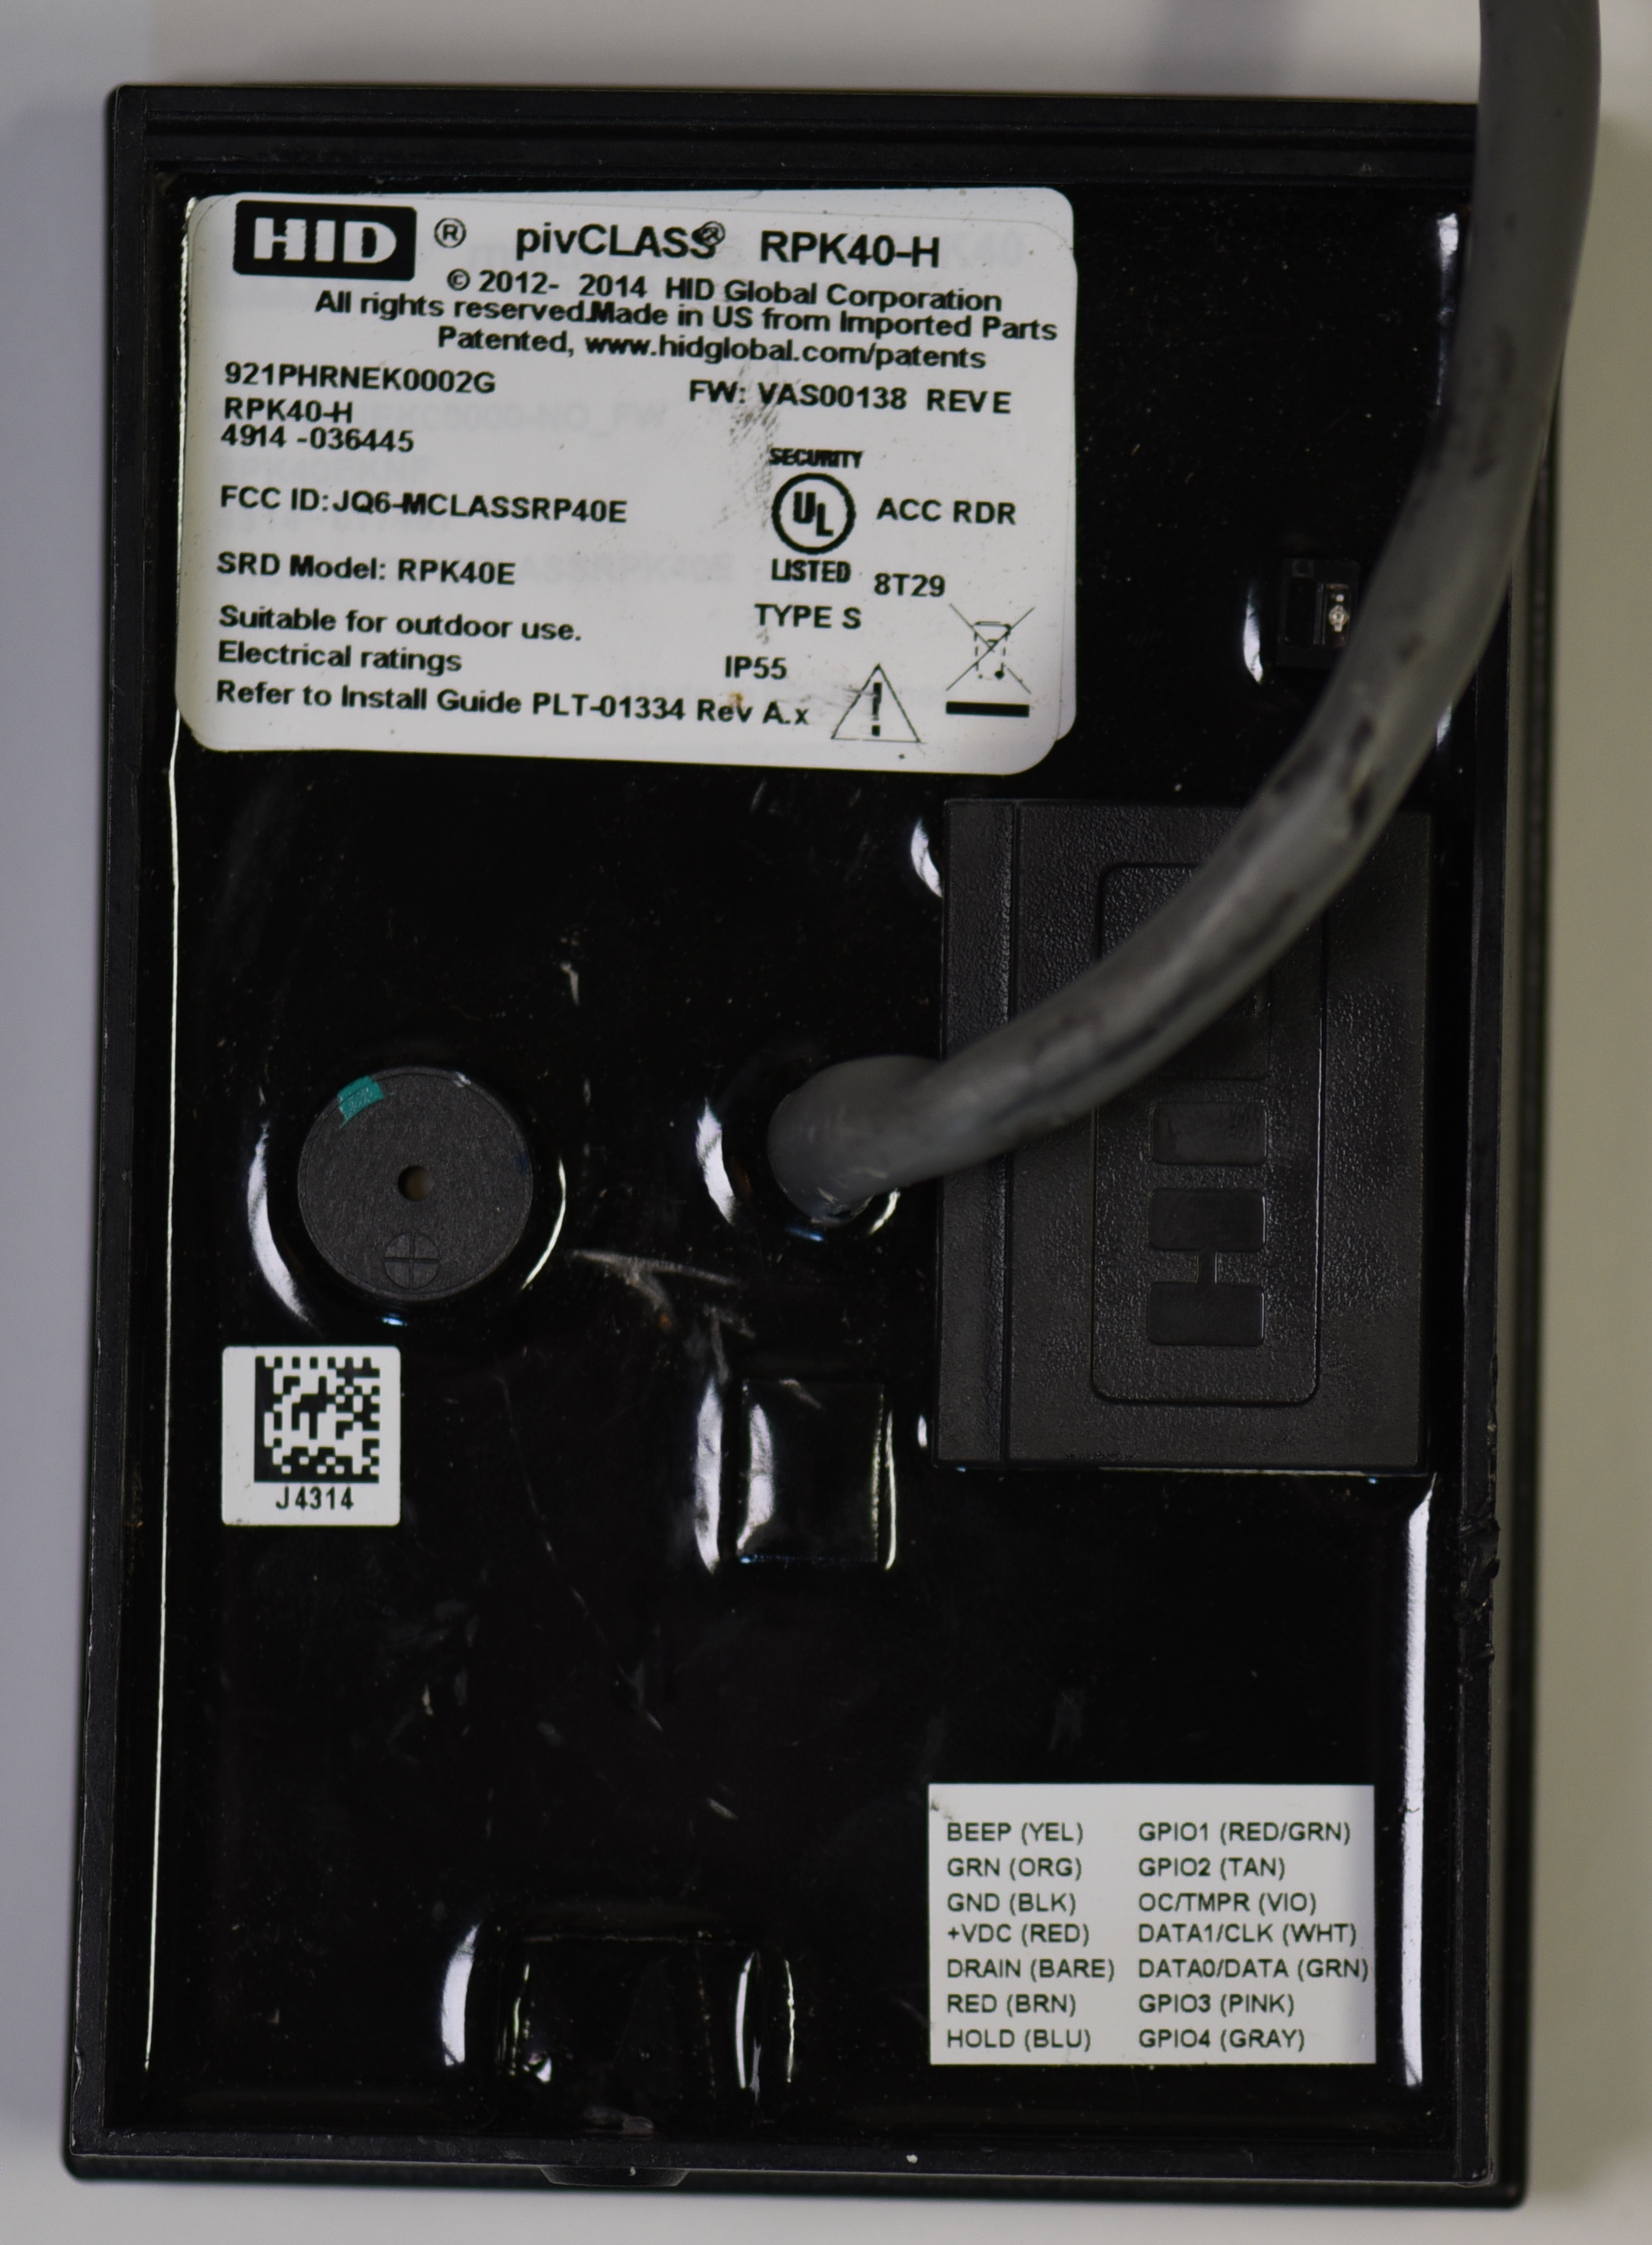 HID ® pivCLASS® RPK40-H
© 2012- 2014 HID Global Corporation
All rights reserved.Made in US from Imported Parts
Patented, www.hidglobal.com/patents
921PHRNEK0002G FW: VAS00138 REV E
RPK40-H
4914 -036445
SECURITY
FCC ID: JQ6-MCLASSRP40E UL ACC RDR
SRD Model: RPK40E LISTED 8T29
Suitable for outdoor use. TYPE S
Electrical ratings IP55
Refer to Install Guide PLT-01334 Rev A.x
HID
J4314
BEEP (YEL) GPIO1 (RED/GRN)
GRN (ORG) GPIO2 (TAN)
GND (BLK) OC/TMPR (VIO)
+VDC (RED) DATA1/CLK (WHT)
DRAIN (BARE) DATA0/DATA (GRN)
RED (BRN) GPIO3 (PINK)
HOLD (BLU) GPIO4 (GRAY)